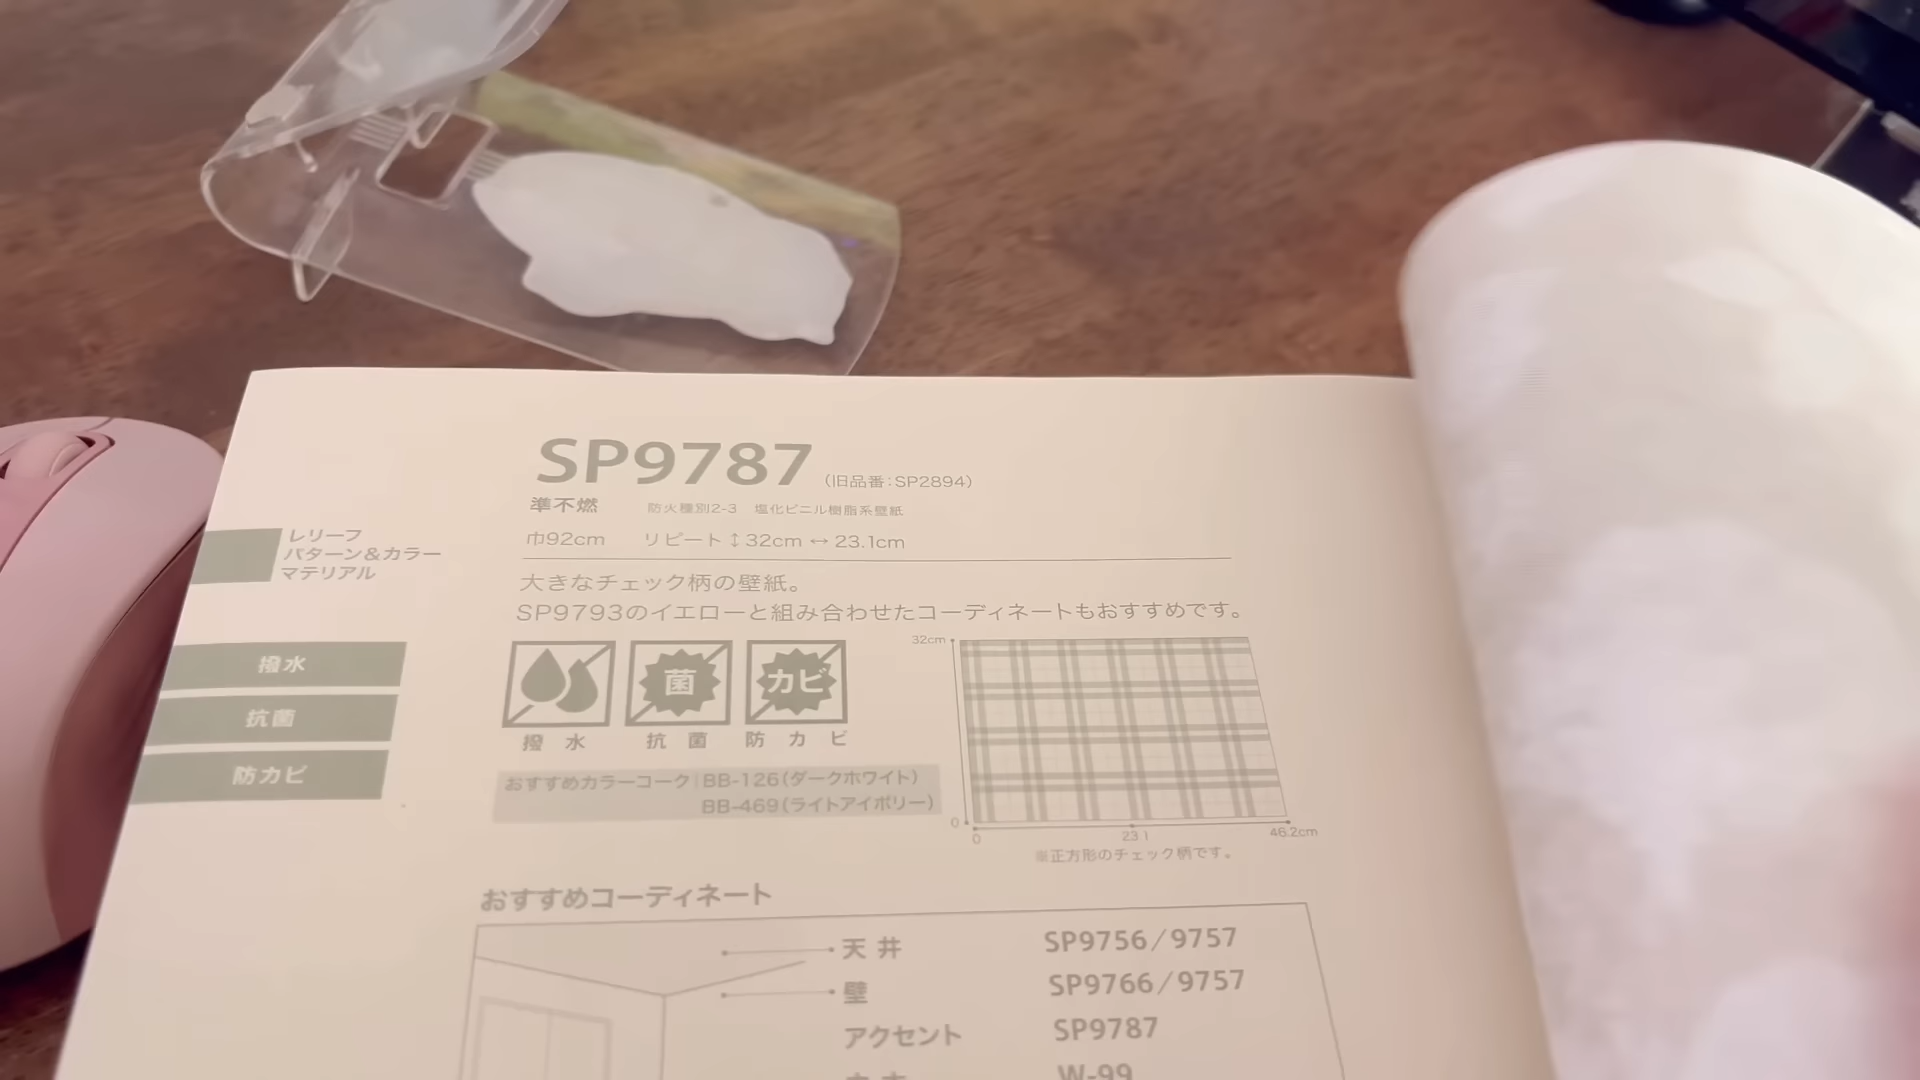 SP9787 (旧品番:SP2894)
準不燃 防火種別2-3 塩化ビニル樹脂系壁紙
巾92cm リピート↕32cm ↔23.1cm
レリーフ
パターン&カラー
マテリアル
大きなチェック柄の壁紙。
SP9793のイエローと組み合わせたコーディネートもおすすめです。
撥水
抗菌
防カビ
菌
カビ
撥水
抗菌
防カビ
おすすめカラーコーク|BB-126(ダークホワイト)
BB-469(ライトアイボリー)
32cm
0
0 23.1 46.2cm
※正方形のチェック柄です。
おすすめコーディネート
天井 SP9756/9757
壁 SP9766/9757
アクセント SP9787
W-99